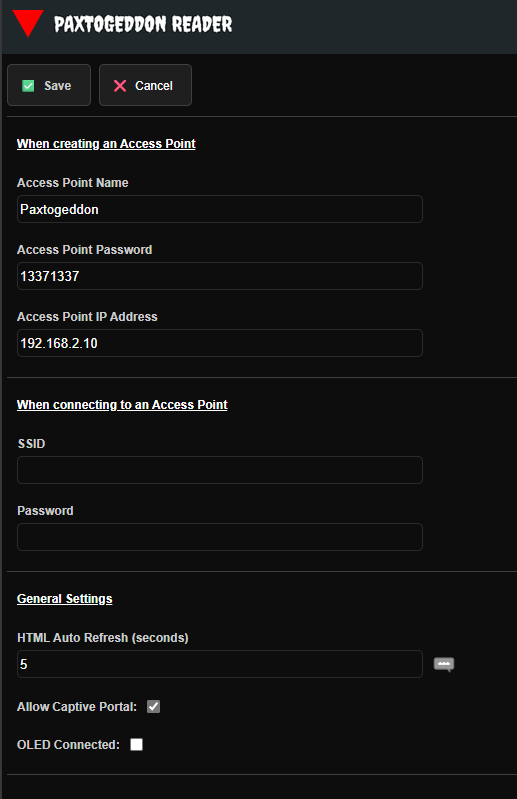 PAXTOGEDDON READER
Save
Cancel
When creating an Access Point
Access Point Name
Paxtogeddon
Access Point Password
13371337
Access Point IP Address
192.168.2.10
When connecting to an Access Point
SSID
Password
General Settings
HTML Auto Refresh (seconds)
5
Allow Captive Portal:
OLED Connected: